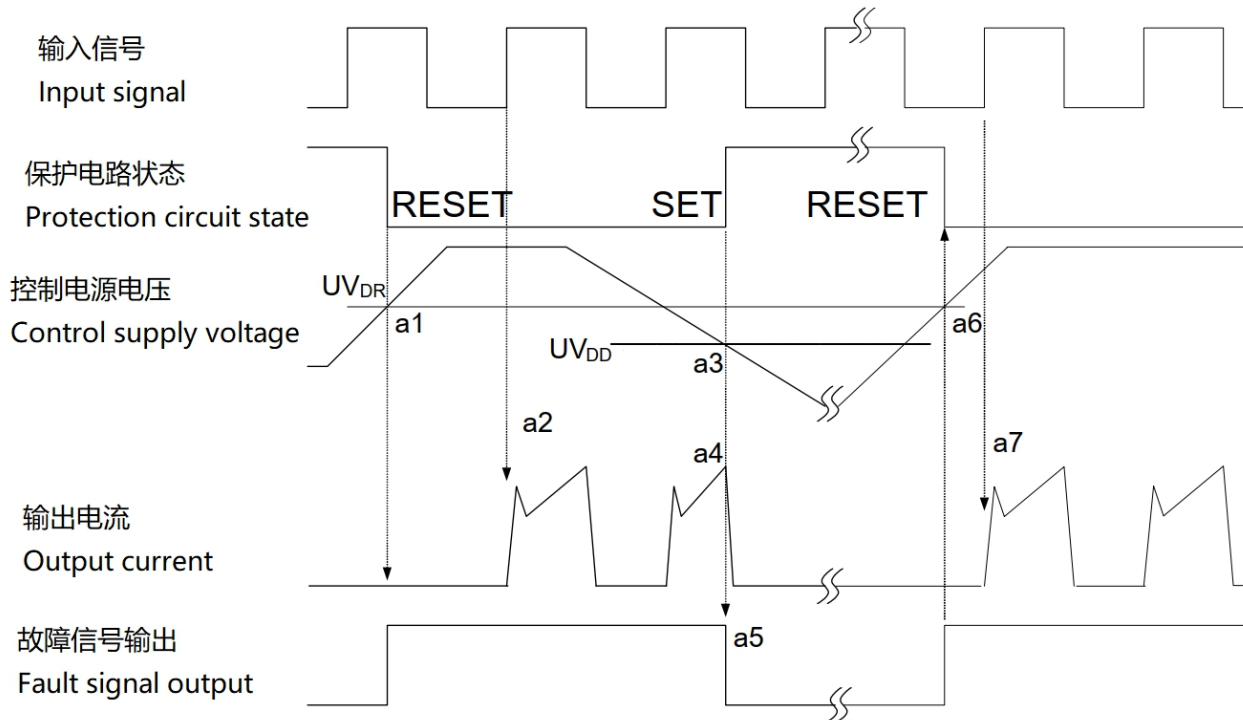 输入信号
Input signal
保护电路状态
Protection circuit state
RESET
SET
RESET
控制电源电压
Control supply voltage
UVDR
a1
UVDD
a3
a6
a2
a4
a7
输出电流
Output current
故障信号输出
Fault signal output
a5